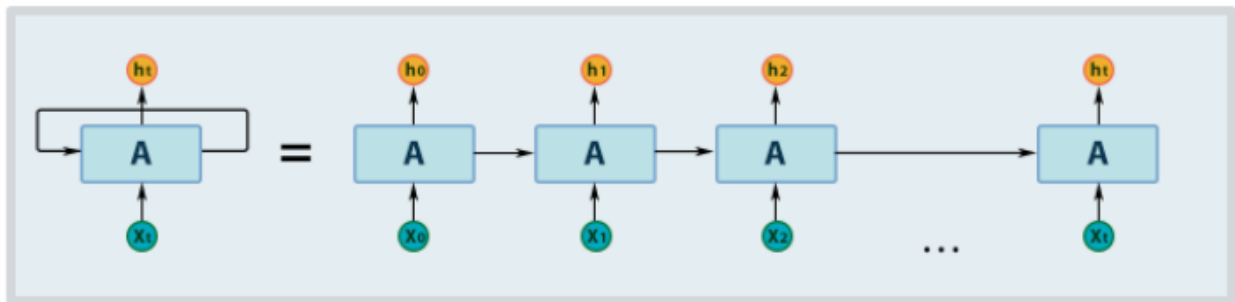 ht h0 h1 h2 ht
A = A A A A
Xt X0 X1 X2 ... Xt